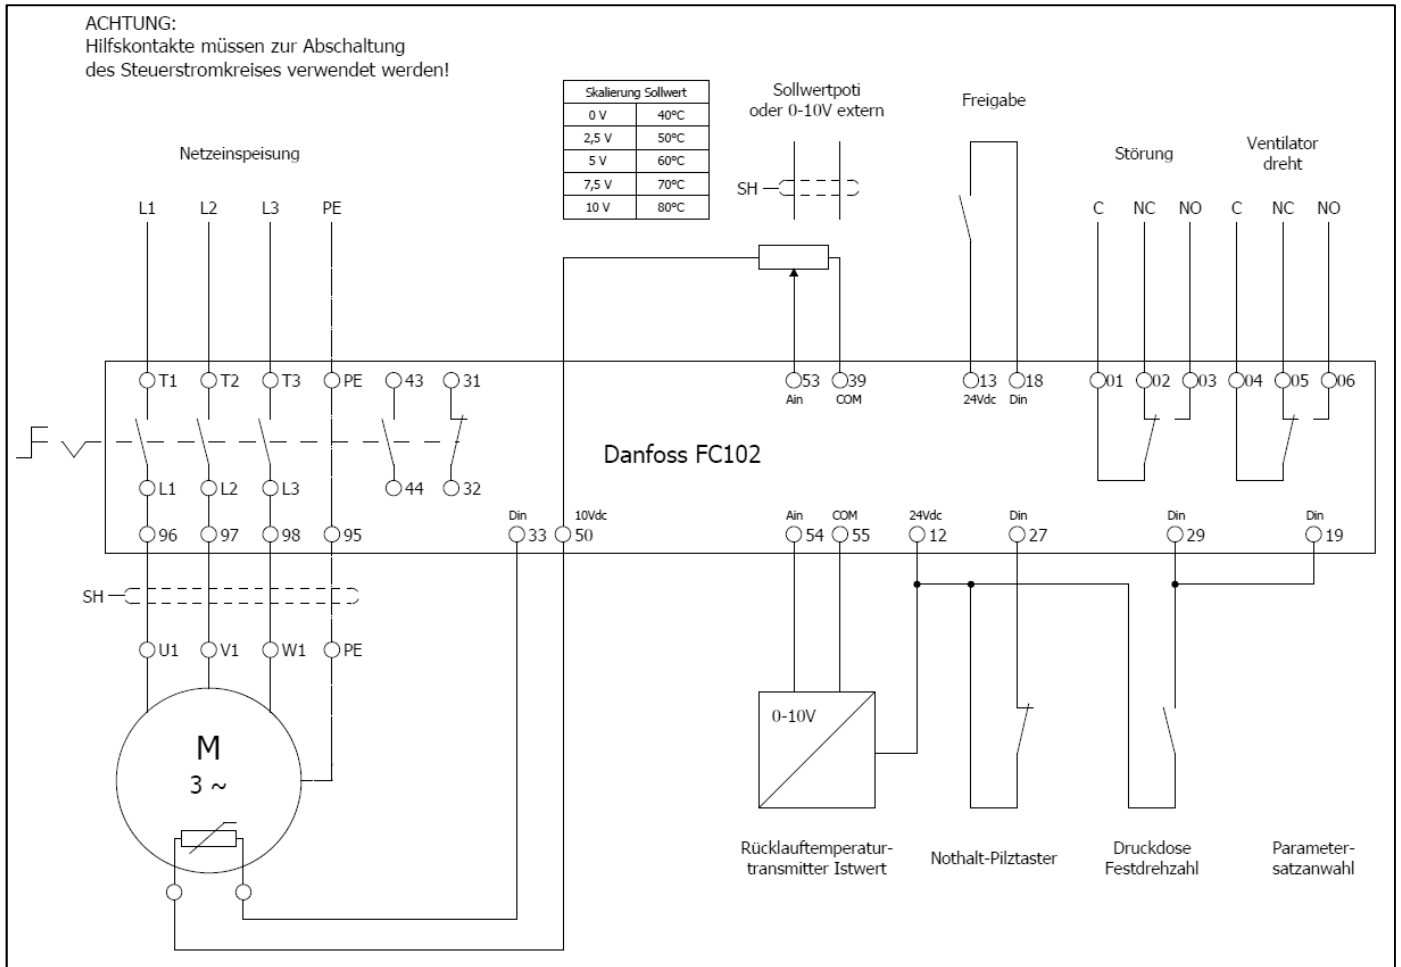 ACHTUNG:
Hilfskontakte müssen zur Abschaltung
des Steuerstromkreises verwendet werden!
Netzeinspeisung
L1 L2 L3 PE
Skalierung Sollwert
0 V 40°C
2,5 V 50°C
5 V 60°C
7,5 V 70°C
10 V 80°C
Sollwertpoti
oder 0-10V extern
SH
Freigabe
Störung
Ventilator
dreht
C NC NO C NC NO
T1 T2 T3 PE 43 31 53 39 13 18 01 02 03 04 05 06
Ain COM 24Vdc Din
Danfoss FC102
L1 L2 L3 44 32
Din 10Vdc Ain COM 24Vdc Din Din Din
96 97 98 95 33 50 54 55 12 27 29 19
SH
U1 V1 W1 PE
M
3 ~
0-10V
Rücklauftemperatur-
transmitter Istwert
Nothalt-Pilztaster
Druckdose
Festdrehzahl
Parameter-
satzanwahl